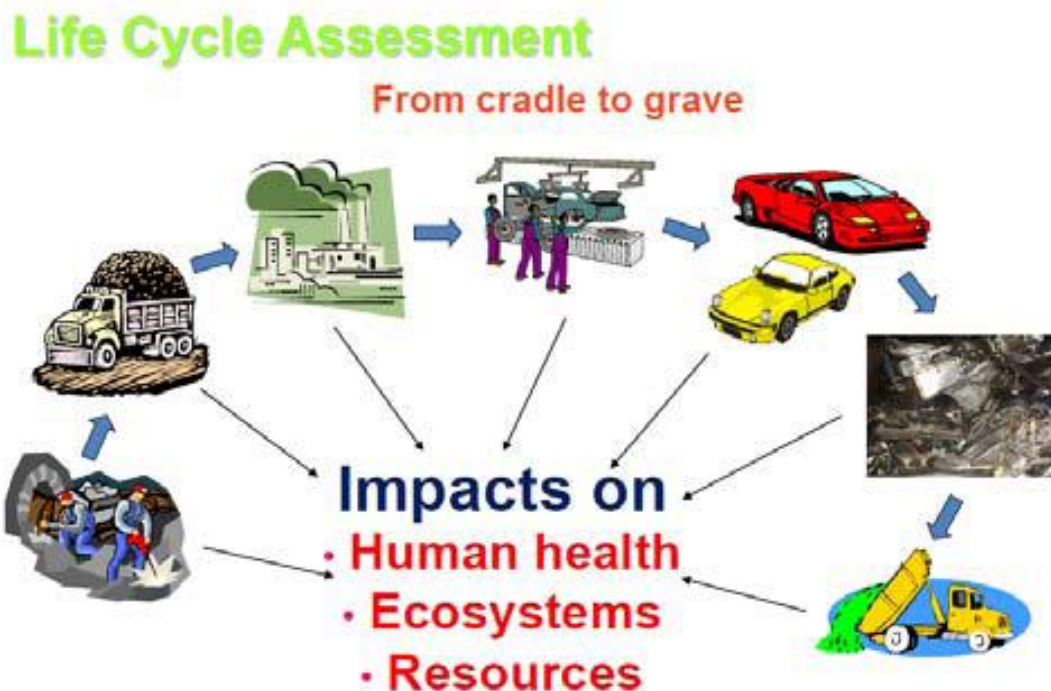 Life Cycle Assessment
From cradle to grave
Impacts on
• Human health
• Ecosystems
• Resources